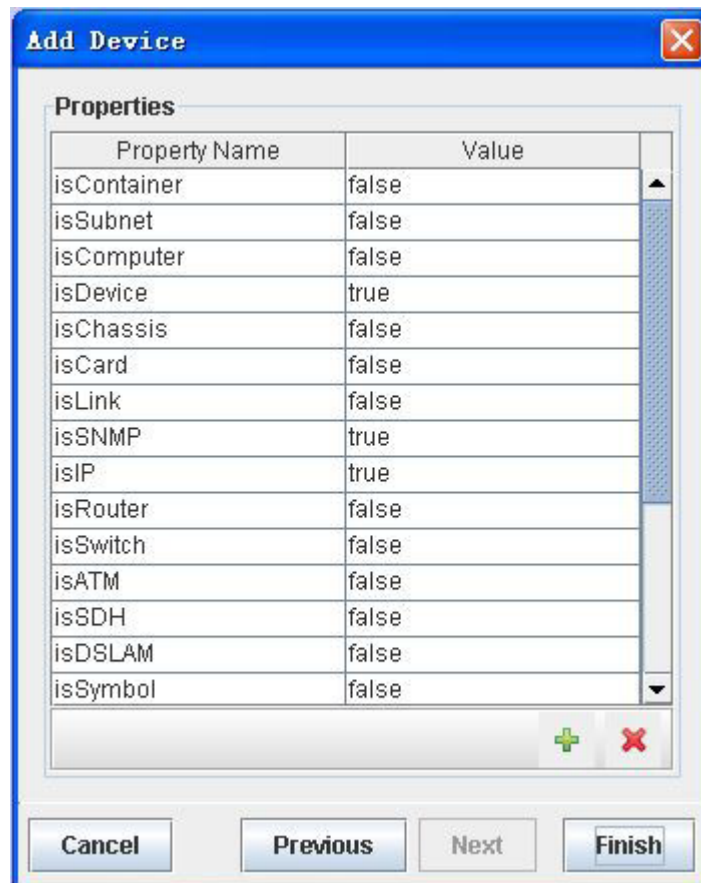 Add Device
Properties
Property Name Value
isContainer false
isSubnet false
isComputer false
isDevice true
isChassis false
isCard false
isLink false
isSNMP true
isIP true
isRouter false
isSwitch false
isATM false
isSDH false
isDSLAM false
isSymbol false
Cancel Previous Next Finish